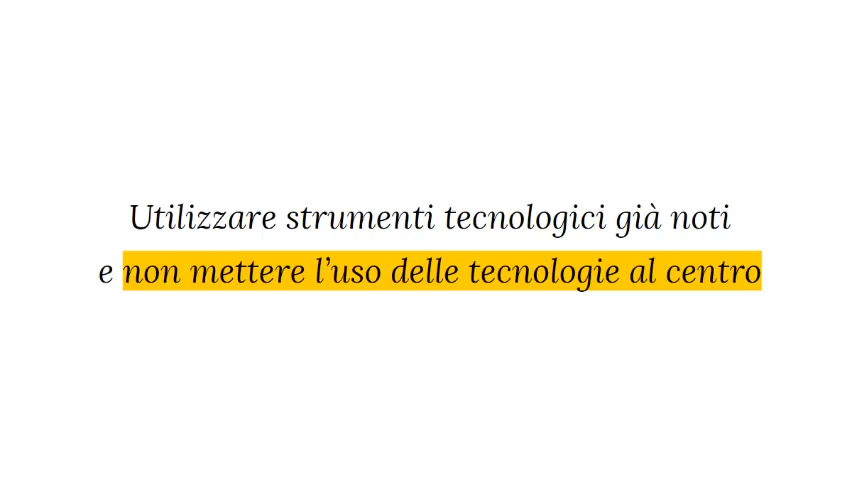 Utilizzare strumenti tecnologici già noti
e non mettere l’uso delle tecnologie al centro